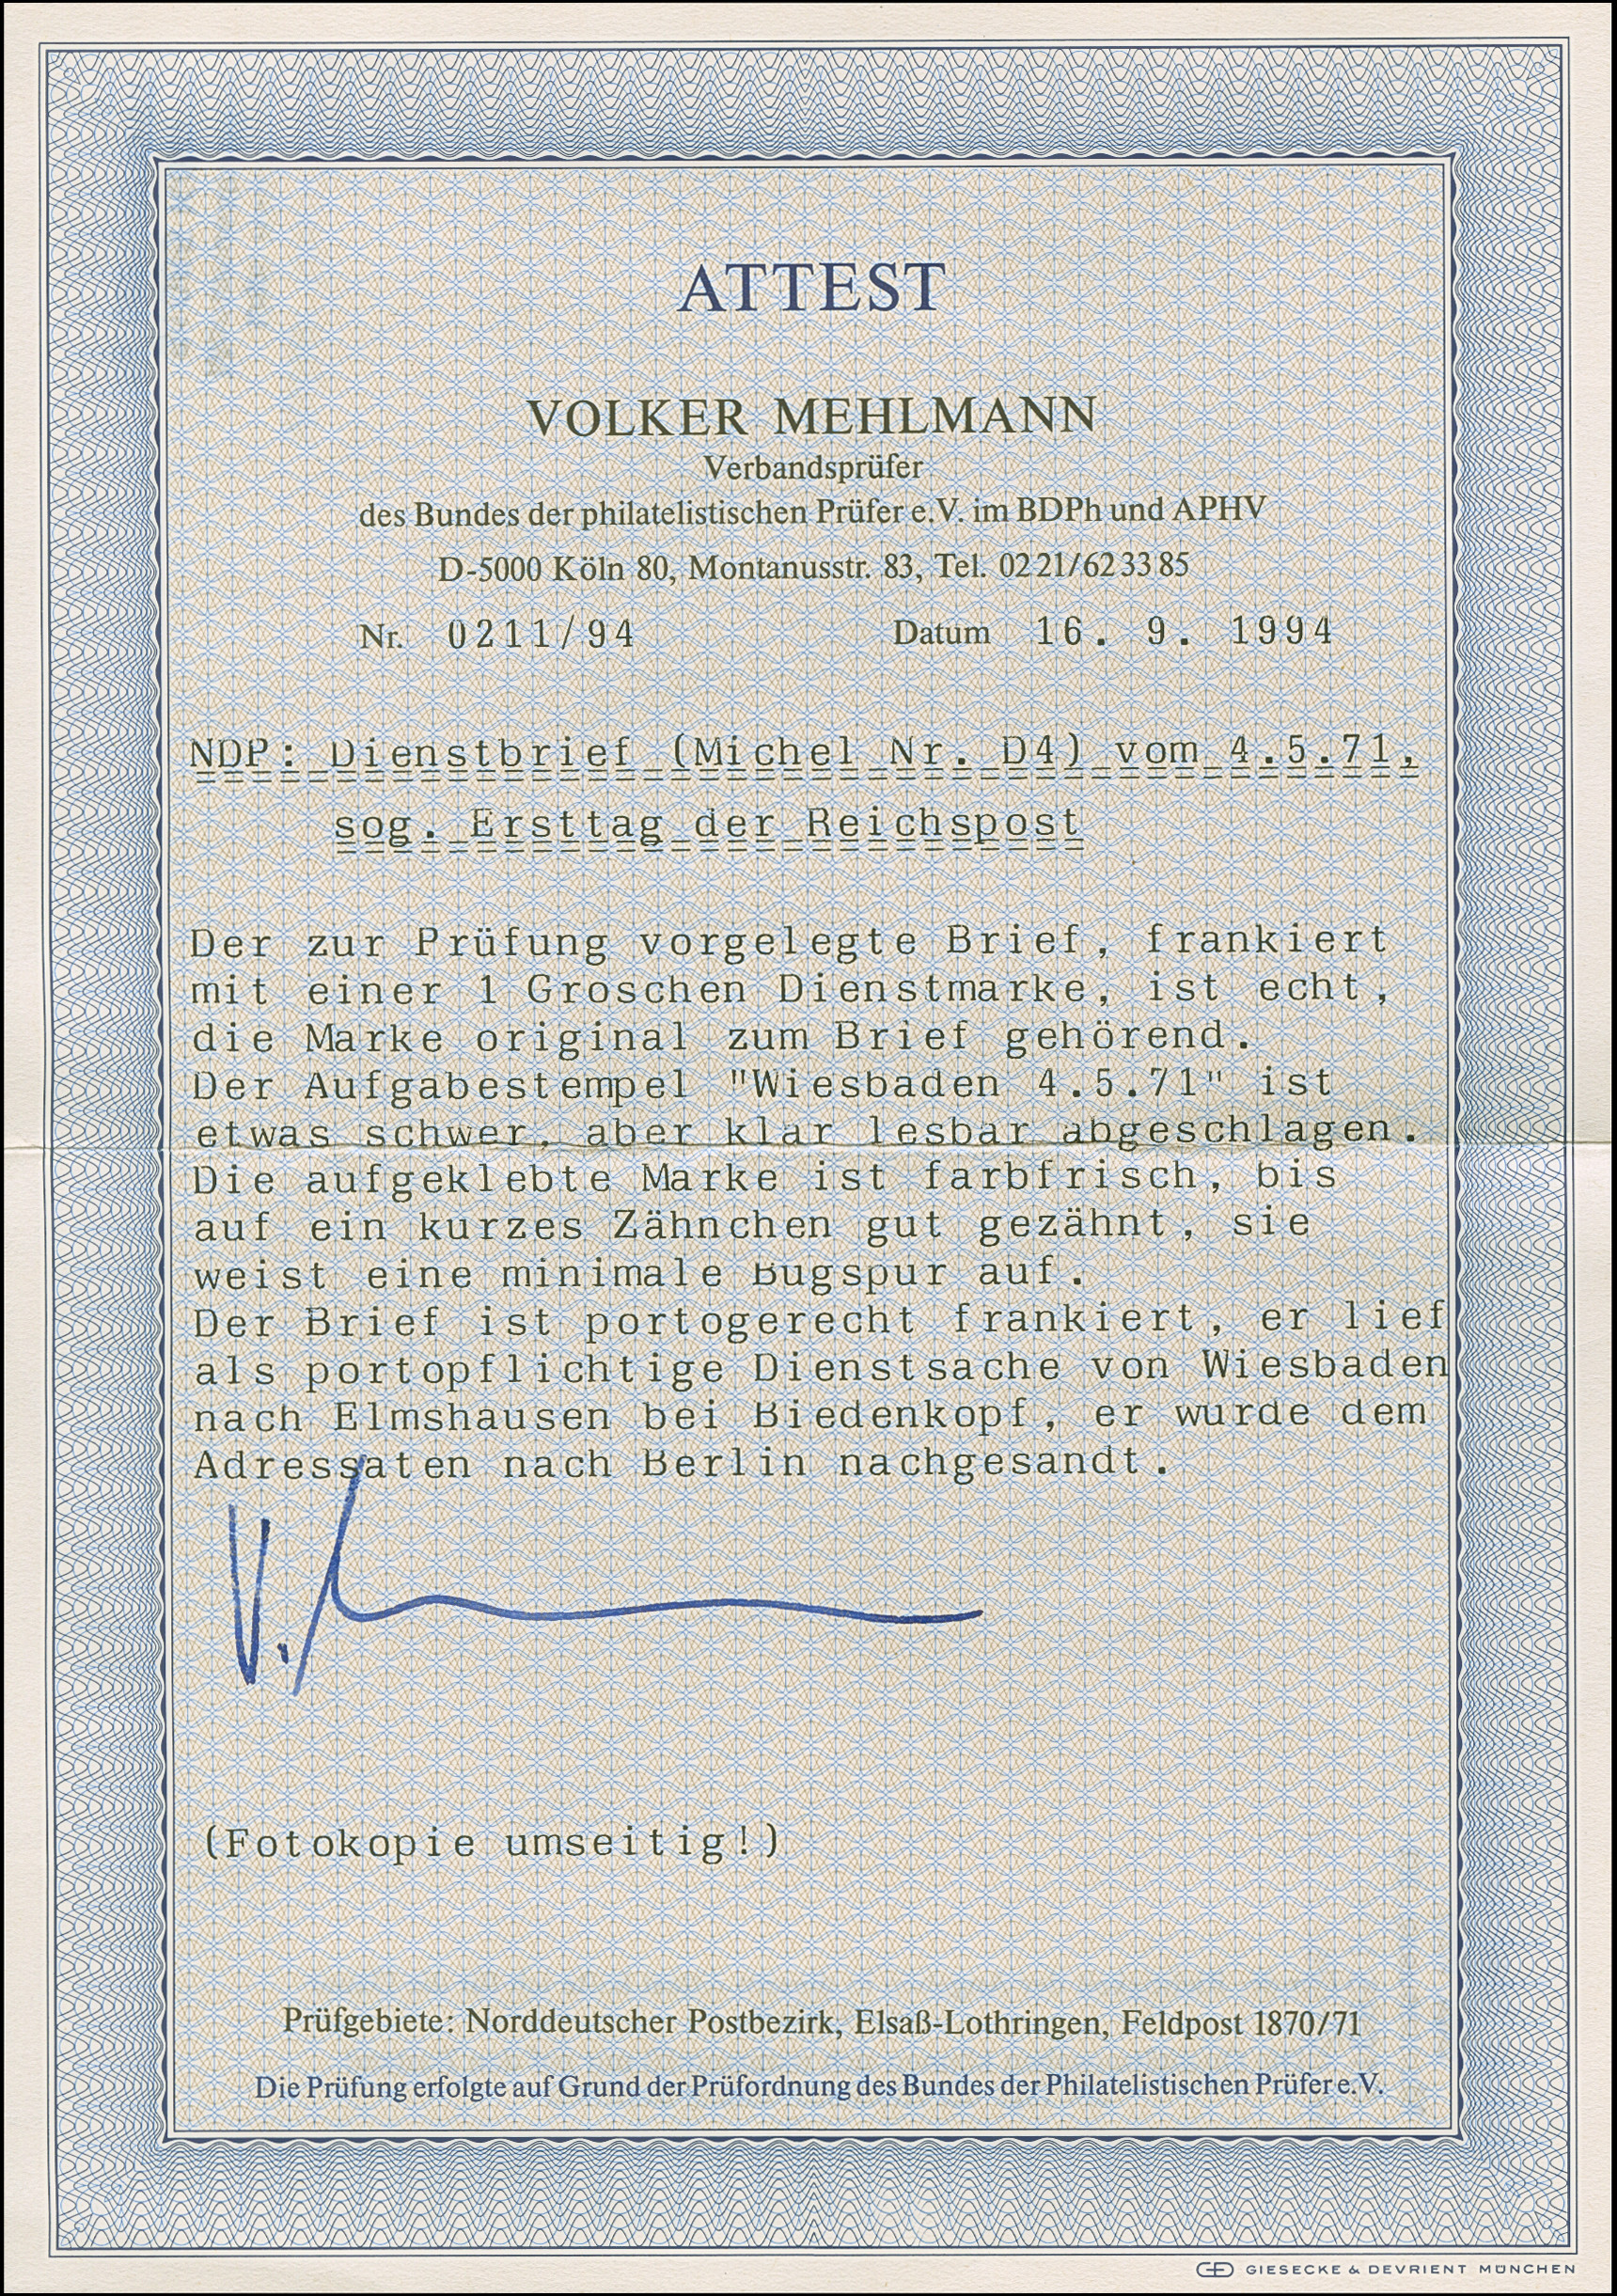 ATTEST
VOLKER MEHLMANN
Verbandsprüfer
des Bundes der philatelistischen Prüfer e.V. im BDPh und APHV
D-5000 Köln 80, Montanusstr. 83, Tel. 02 21/62 33 85
Nr. 0211/94 Datum 16. 9. 1994
NDP: Dienstbrief (Michel Nr. D4) vom 4.5.71,
sog. Ersttag der Reichspost
Der zur Prüfung vorgelegte Brief, frankiert
mit einer 1 Groschen Dienstmarke, ist echt,
die Marke original zum Brief gehörend.
Der Aufgabestempel "Wiesbaden 4.5.71" ist
etwas schwer, aber klar lesbar abgeschlagen.
Die aufgeklebte Marke ist farbfrisch, bis
auf ein kurzes Zähnchen gut gezähnt, sie
weist eine minimale Bugspur auf.
Der Brief ist portogerecht frankiert, er lief
als portopflichtige Dienstsache von Wiesbaden
nach Elmshausen bei Biedenkopf, er wurde dem
Adressaten nach Berlin nachgesandt.
(Fotokopie umseitig!)
Prüfgebiete: Norddeutscher Postbezirk, Elsaß-Lothringen, Feldpost 1870/71
Die Prüfung erfolgte auf Grund der Prüfordnung des Bundes der Philatelistischen Prüfer e.V.
GIESECKE & DEVRIENT MÜNCHEN